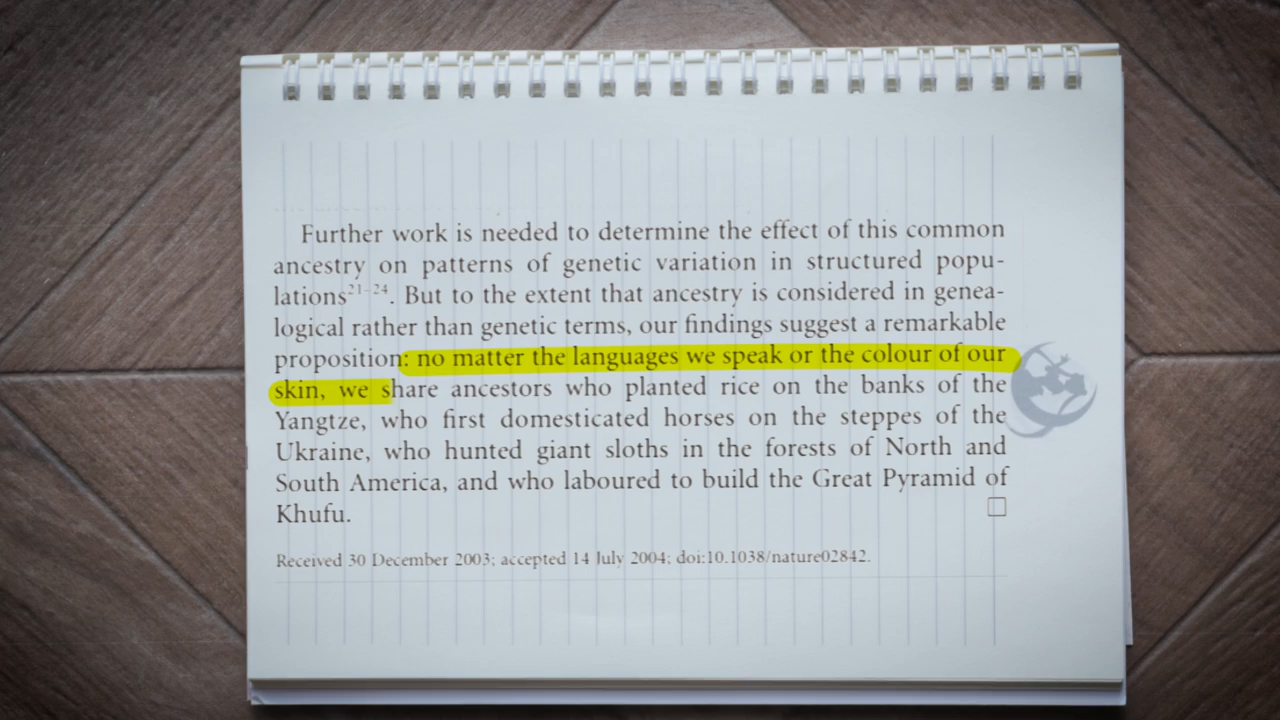 Further work is needed to determine the effect of this common
ancestry on patterns of genetic variation in structured popu-
lations21–24. But to the extent that ancestry is considered in genea-
logical rather than genetic terms, our findings suggest a remarkable
proposition: no matter the languages we speak or the colour of our
skin, we share ancestors who planted rice on the banks of the
Yangtze, who first domesticated horses on the steppes of the
Ukraine, who hunted giant sloths in the forests of North and
South America, and who laboured to build the Great Pyramid of
Khufu. □
Received 30 December 2003; accepted 14 July 2004; doi:10.1038/nature02842.